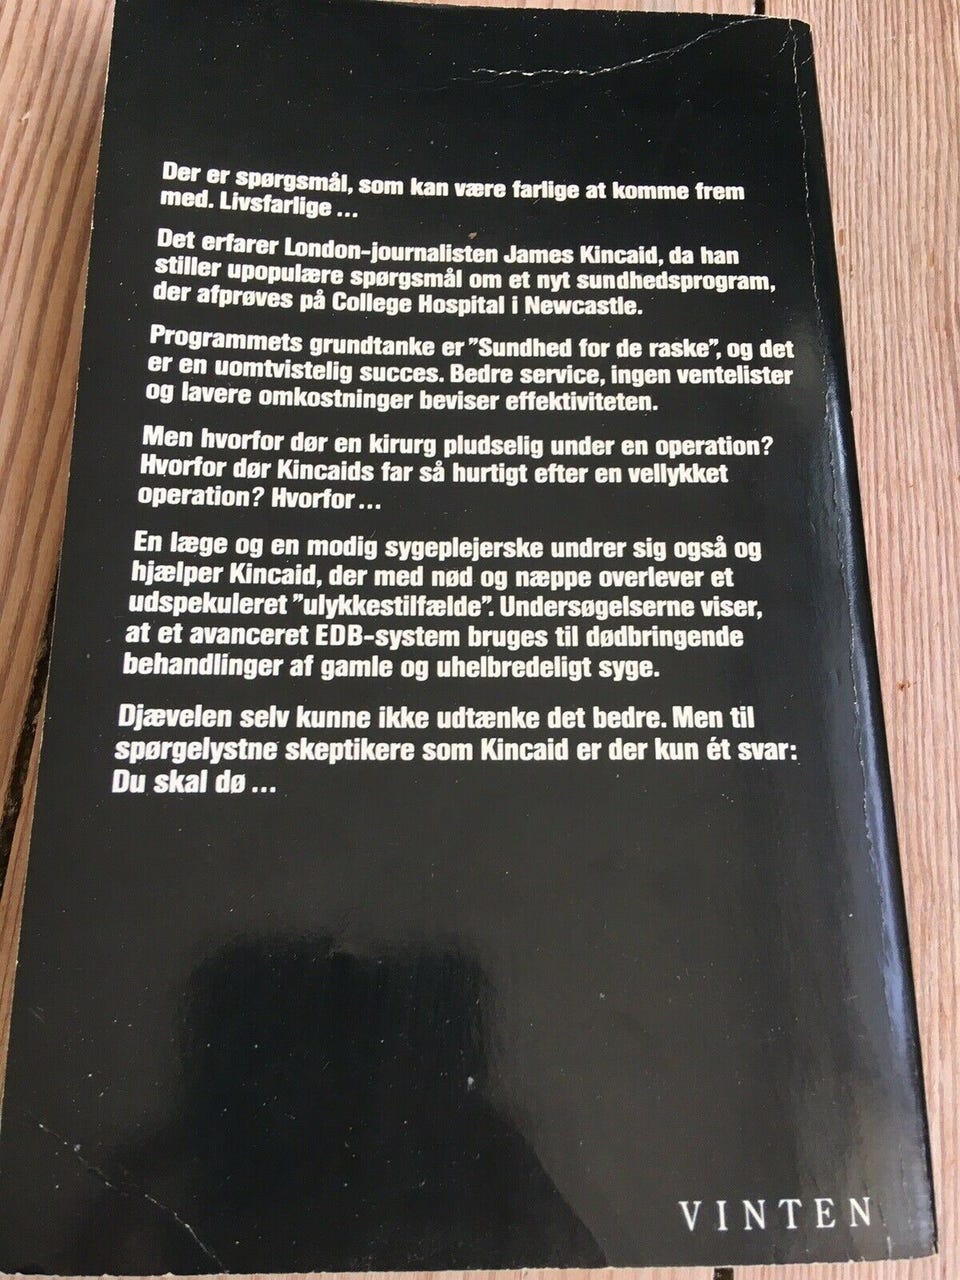 Der er spørgsmål, som kan være farlige at komme frem
med. Livsfarlige ...
Det erfarer London-journalisten James Kincaid, da han
stiller upopulære spørgsmål om et nyt sundhedsprogram,
der afprøves på College Hospital i Newcastle.
Programmets grundtanke er ”Sundhed for de raske”, og det
er en uomtvistelig succes. Bedre service, ingen ventelister
og lavere omkostninger beviser effektiviteten.
Men hvorfor dør en kirurg pludselig under en operation?
Hvorfor dør Kincaids far så hurtigt efter en vellykket
operation? Hvorfor ...
En læge og en modig sygeplejerske undrer sig også og
hjælper Kincaid, der med nød og næppe overlever et
udspekuleret ”ulykkestilfælde”. Undersøgelserne viser,
at et avanceret EDB-system bruges til dødbringende
behandlinger af gamle og uhelbredeligt syge.
Djævelen selv kunne ikke udtænke det bedre. Men til
spørgelystne skeptikere som Kincaid er der kun ét svar:
Du skal dø ...
VINTEN